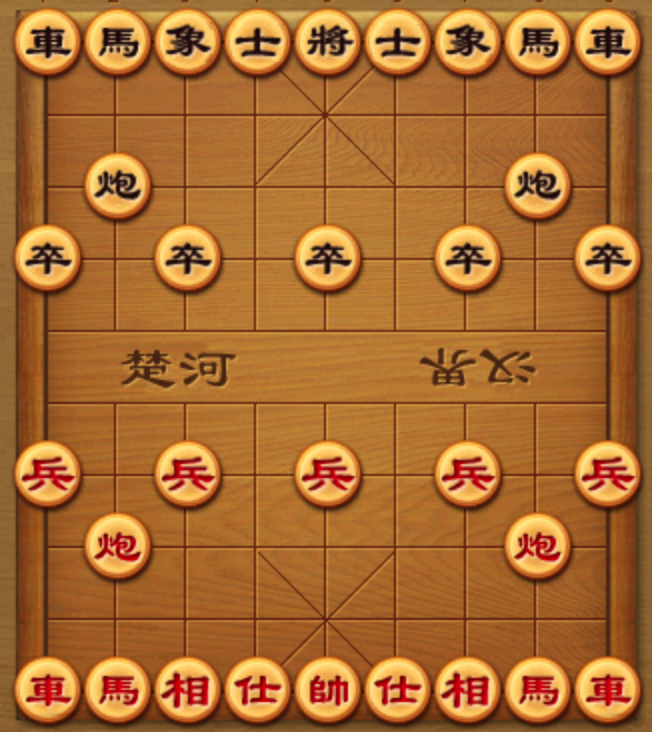 車馬象士將士象馬車
炮炮
卒卒卒卒卒
楚河 汉界
兵兵兵兵兵
炮炮
車馬相仕帥仕相馬車